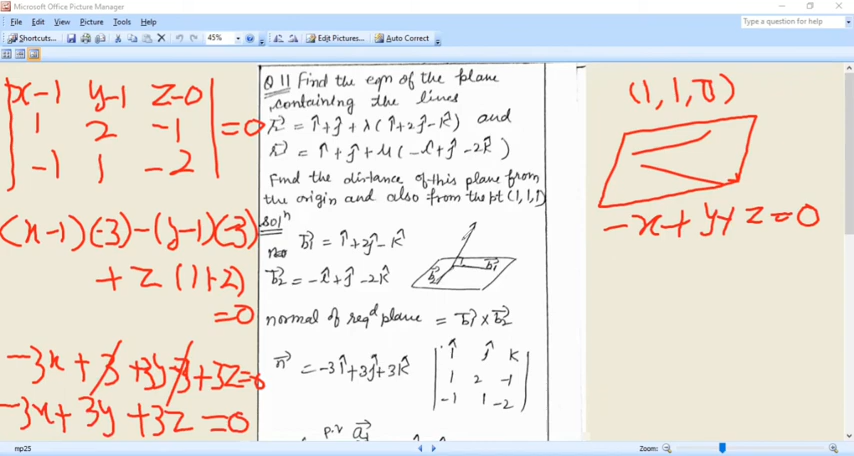 Microsoft Office Picture Manager
File Edit View Picture Tools Help
Type a question for help
Shortcuts... 45% Edit Pictures... Auto Correct
|x-1 y-1 z-0|
|1 2 -1| = 0
|-1 1 -2|
(x-1)(-3)-(y-1)(-3)
+ z (1+2)
= 0
-3x + 3 + 3y - 3 + 3z = 0
-3x + 3y + 3z = 0
Q 11 Find the eqn of the plane
containing the lines
r⃗ = î+ĵ + λ(î+2ĵ-k̂) and
r⃗ = î+ĵ+μ(-î+ĵ-2k̂)
Find the distance of this plane from
the origin and also from the pt (1,1,1)
Solⁿ
b⃗1 = î+2ĵ-k̂
b⃗2 = -î+ĵ-2k̂
b⃗2 b⃗1
normal of reqᵈ plane = b⃗1 × b⃗2
n⃗ = -3î+3ĵ+3k̂
|î ĵ k|
|1 2 -1|
|-1 1 -2|
p.v a⃗1
(1, 1, 0)
-x + y + z = 0
mp25
Zoom: